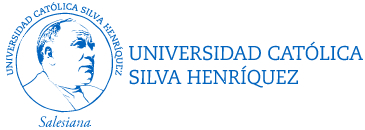 UNIVERSIDAD CATÓLICA SILVA HENRÍQUEZ
Salesiana
UNIVERSIDAD CATÓLICA
SILVA HENRÍQUEZ